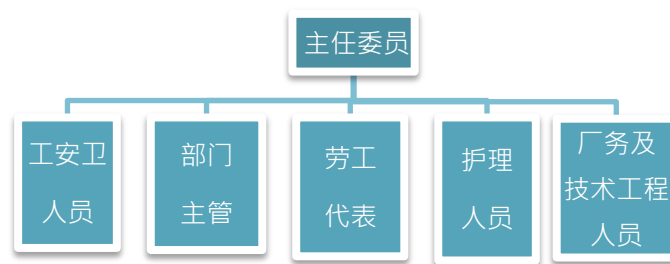 主任委员
工安卫
人员
部门
主管
劳工
代表
护理
人员
厂务及
技术工程
人员